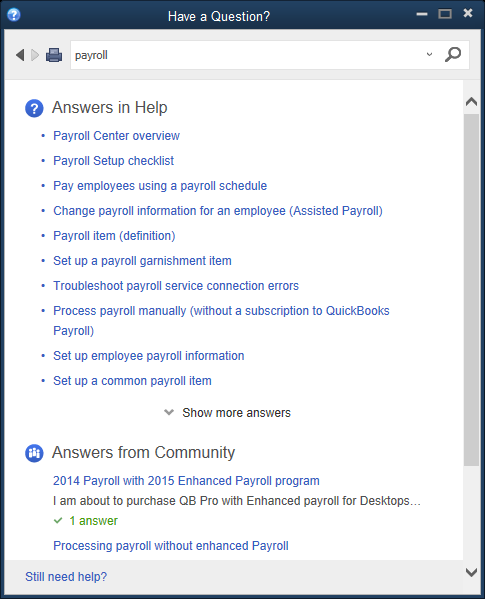 Have a Question?
payroll
Answers in Help
• Payroll Center overview
• Payroll Setup checklist
• Pay employees using a payroll schedule
• Change payroll information for an employee (Assisted Payroll)
• Payroll item (definition)
• Set up a payroll garnishment item
• Troubleshoot payroll service connection errors
• Process payroll manually (without a subscription to QuickBooks
Payroll)
• Set up employee payroll information
• Set up a common payroll item
Show more answers
Answers from Community
2014 Payroll with 2015 Enhanced Payroll program
I am about to purchase QB Pro with Enhanced payroll for Desktops…
1 answer
Processing payroll without enhanced Payroll
Still need help?